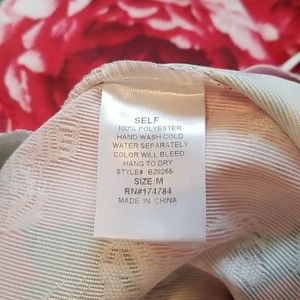 SELF
100% POLYESTER
HAND WASH COLD
WATER SEPARATELY
COLOR WILL BLEED
HANG TO DRY
STYLE# BZ8266
SIZE:M
RN#174784
MADE IN CHINA